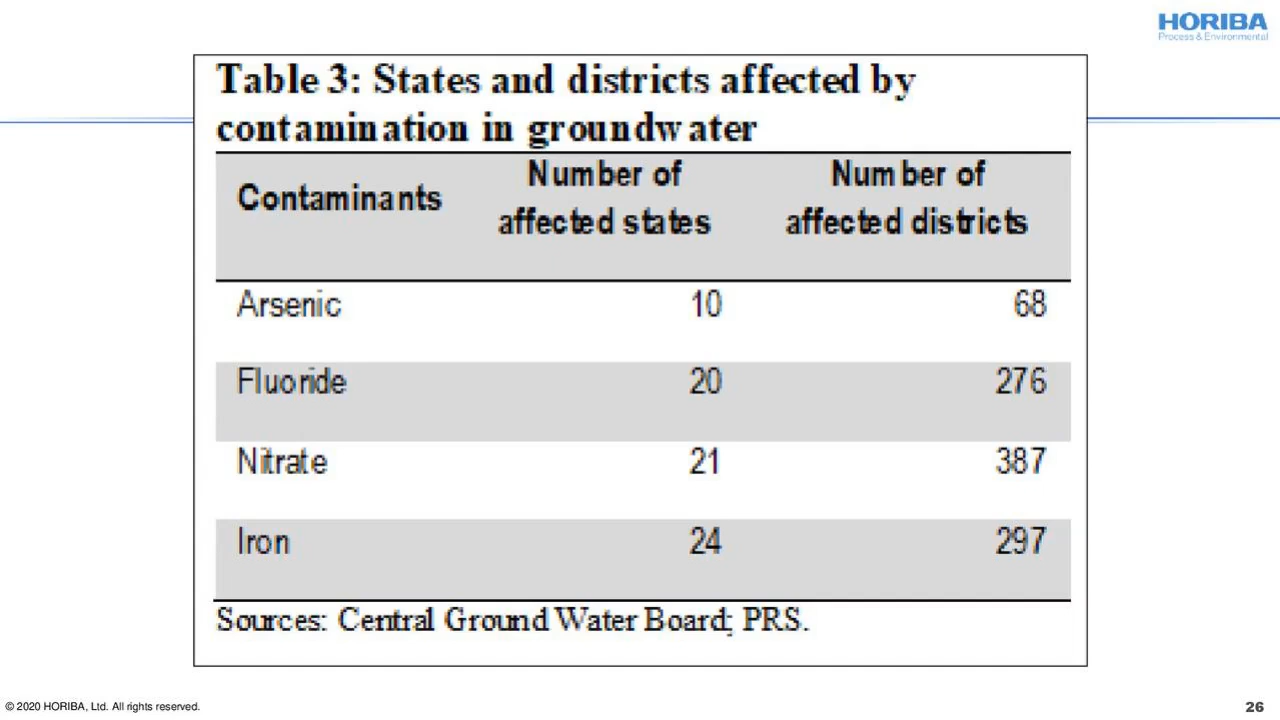 HORIBA
Process & Environmental
Table 3: States and districts affected by
contamination in groundwater
Contaminants Number of affected states Number of affected districts
Arsenic 10 68
Fluoride 20 276
Nitrate 21 387
Iron 24 297
Sources: Central Ground Water Board; PRS.
© 2020 HORIBA, Ltd. All rights reserved. 26